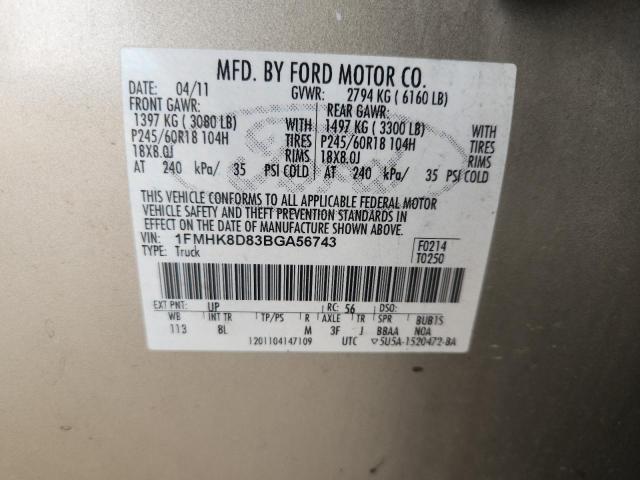 MFD. BY FORD MOTOR CO.
DATE: 04/11 GVWR: 2794 KG ( 6160 LB)
FRONT GAWR: REAR GAWR:
1397 KG ( 3080 LB) WITH 1497 KG ( 3300 LB) WITH
P245/60R18 104H TIRES P245/60R18 104H TIRES
18X8.0J RIMS 18X8.0J RIMS
AT 240 kPa/ 35 PSI COLD AT 240 kPa/ 35 PSI COLD
THIS VEHICLE CONFORMS TO ALL APPLICABLE FEDERAL MOTOR
VEHICLE SAFETY AND THEFT PREVENTION STANDARDS IN
EFFECT ON THE DATE OF MANUFACTURE SHOWN ABOVE.
VIN: 1FMHK8D83BGA56743 F0214
TYPE: Truck T0250
EXT PNT: UP RC: 56 DSO:
WB INT TR TP/PS R AXLE TR SPR BUB15
113 BL M 3F J BBAA NOA
1201104147109 UTC ▽5U5A-1520472-BA
Ford